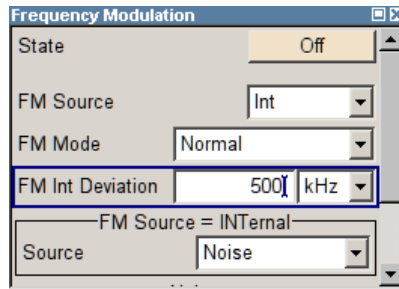 Frequency Modulation
State Off
FM Source Int
FM Mode Normal
FM Int Deviation 500 kHz
FM Source = INTernal
Source Noise